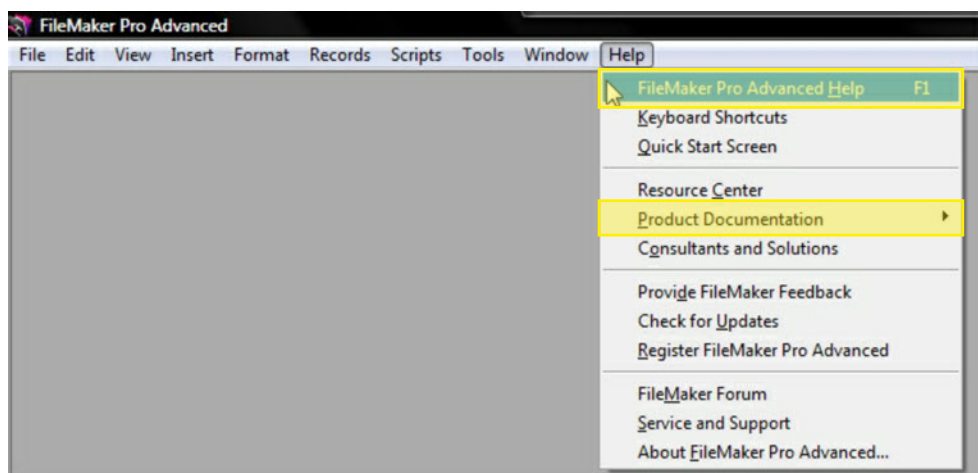 FileMaker Pro Advanced
File Edit View Insert Format Records Scripts Tools Window Help
FileMaker Pro Advanced Help F1
Keyboard Shortcuts
Quick Start Screen
Resource Center
Product Documentation
Consultants and Solutions
Provide FileMaker Feedback
Check for Updates
Register FileMaker Pro Advanced
FileMaker Forum
Service and Support
About FileMaker Pro Advanced...